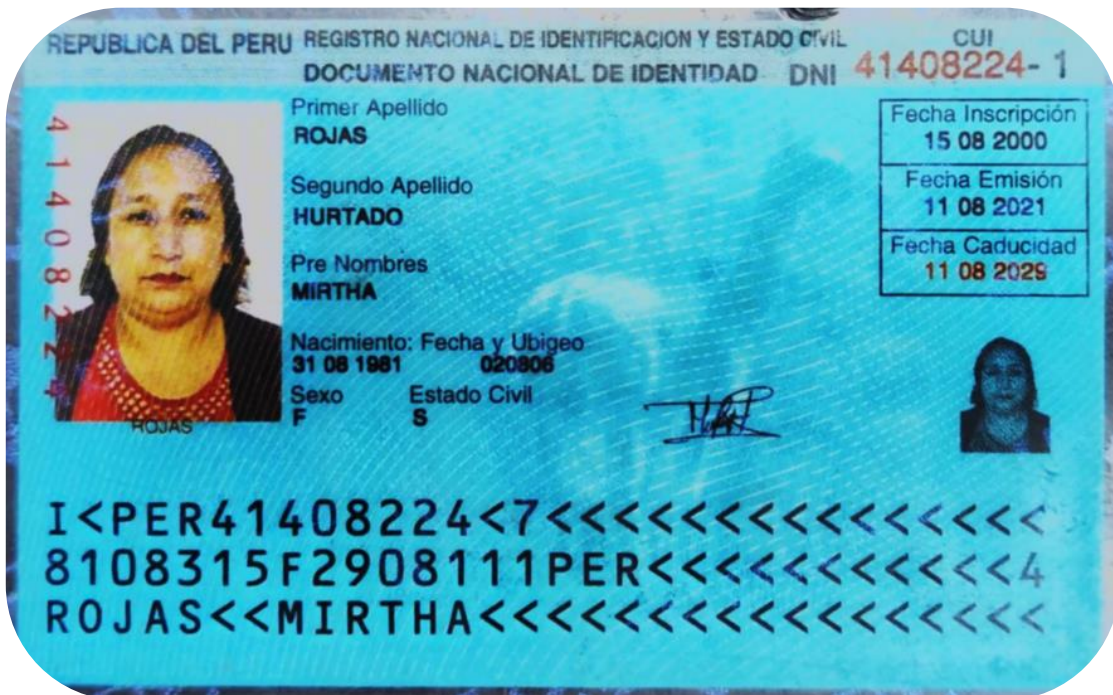 REPUBLICA DEL PERU REGISTRO NACIONAL DE IDENTIFICACION Y ESTADO CIVIL
DOCUMENTO NACIONAL DE IDENTIDAD DNI
CUI
41408224-1
41408224
ROJAS
Primer Apellido
ROJAS
Segundo Apellido
HURTADO
Pre Nombres
MIRTHA
Nacimiento: Fecha y Ubigeo
31 08 1981 020806
Sexo Estado Civil
F S
Fecha Inscripción
15 08 2000
Fecha Emisión
11 08 2021
Fecha Caducidad
11 08 2029
I<PER41408224<7<<<<<<<<<<<<<<<
8108315F2908111PER<<<<<<<<<<<4
ROJAS<<MIRTHA<<<<<<<<<<<<<<<<<